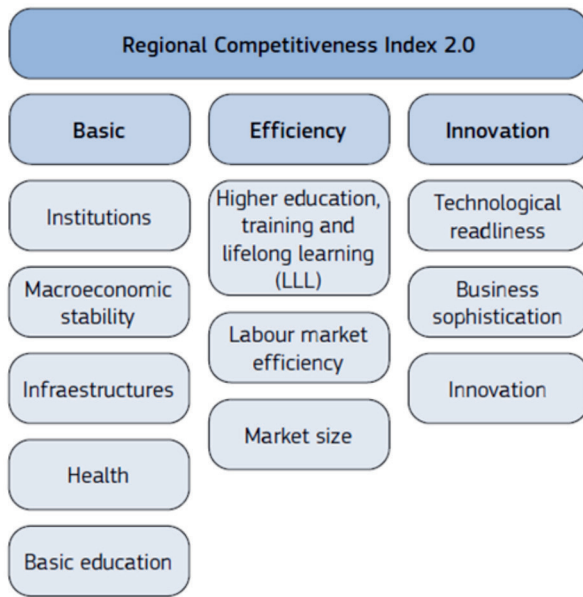 Regional Competitiveness Index 2.0
Basic
Institutions
Macroeconomic
stability
Infraestructures
Health
Basic education
Efficiency
Higher education,
training and
lifelong learning
(LLL)
Labour market
efficiency
Market size
Innovation
Technological
readiness
Business
sophistication
Innovation